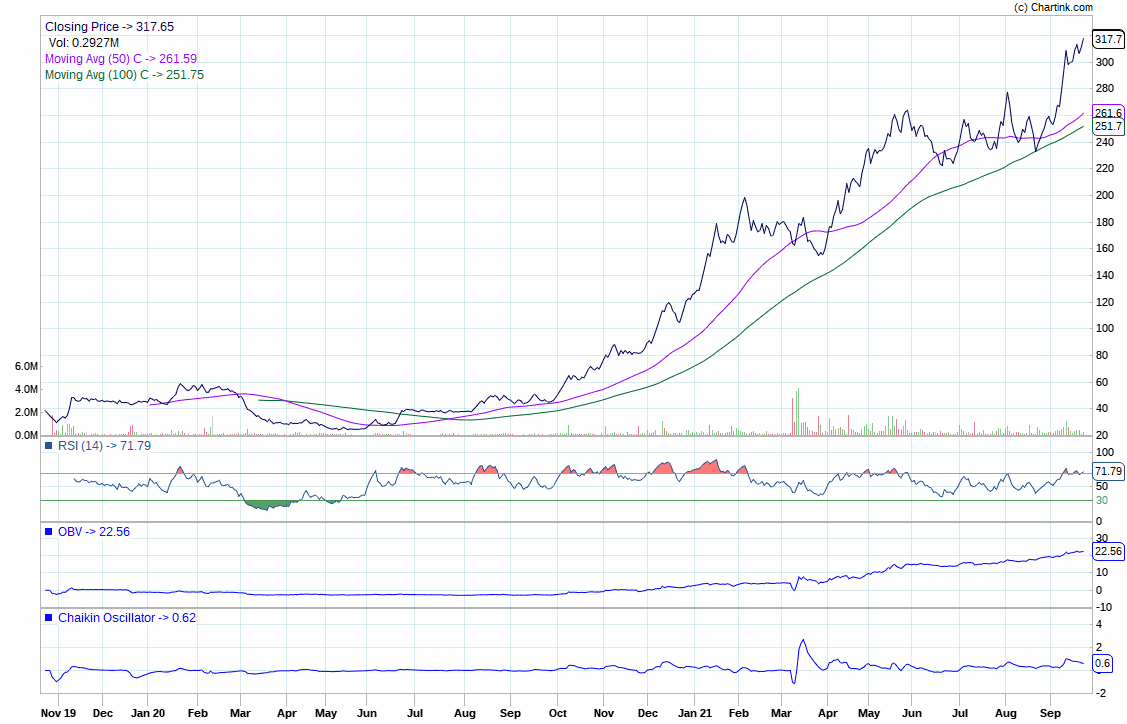 (c) Chartink.com
Closing Price -> 317.65
Vol: 0.2927M
Moving Avg (50) C -> 261.59
Moving Avg (100) C -> 251.75
317.7
300
280
261.6
251.7
240
220
200
180
160
140
120
100
80
60
40
20
6.0M
4.0M
2.0M
0.0M
RSI (14) -> 71.79
100
71.79
50
30
0
OBV -> 22.56
30
22.56
10
0
-10
Chaikin Oscillator -> 0.62
4
2
0.6
-2
Nov 19 Dec Jan 20 Feb Mar Apr May Jun Jul Aug Sep Oct Nov Dec Jan 21 Feb Mar Apr May Jun Jul Aug Sep